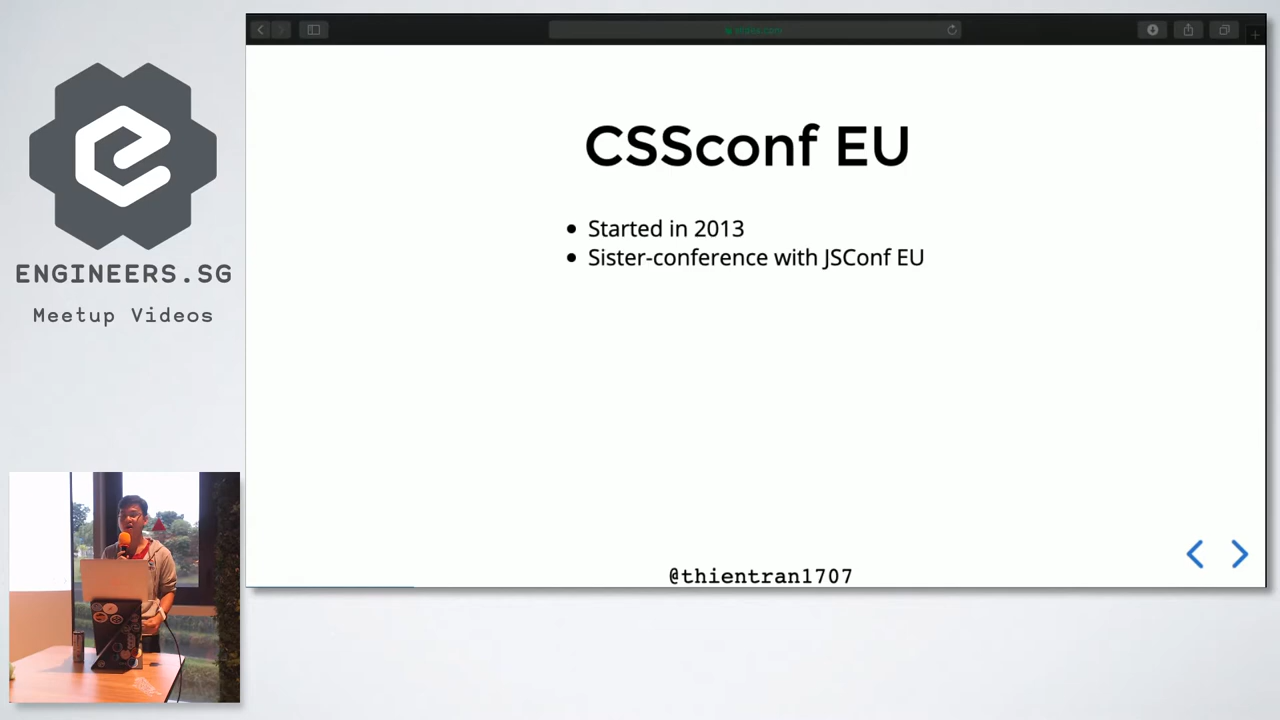 CSSconf EU
Started in 2013
Sister-conference with JSConf EU
@thientran1707
ENGINEERS.SG
Meetup Videos